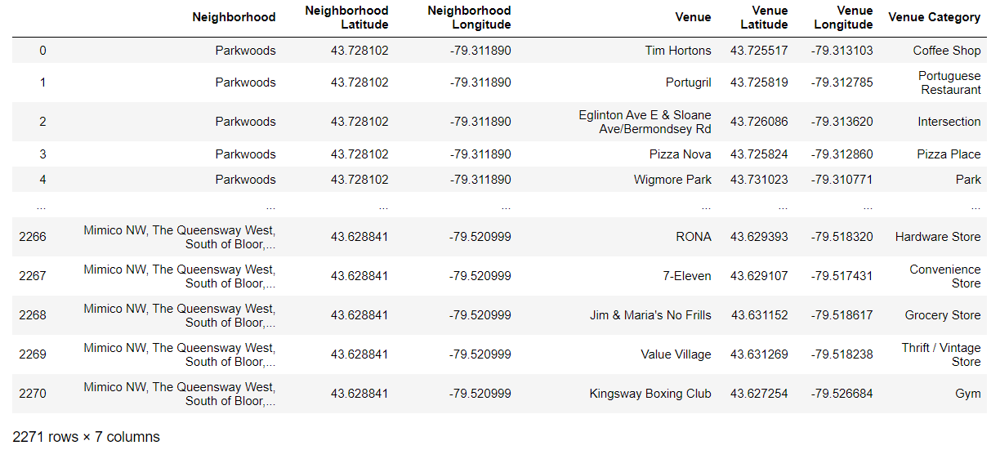 Neighborhood Neighborhood Latitude Neighborhood Longitude Venue Venue Latitude Venue Longitude Venue Category
0 Parkwoods 43.728102 -79.311890 Tim Hortons 43.725517 -79.313103 Coffee Shop
1 Parkwoods 43.728102 -79.311890 Portugril 43.725819 -79.312785 Portuguese Restaurant
2 Parkwoods 43.728102 -79.311890 Eglinton Ave E & Sloane Ave/Bermondsey Rd 43.726086 -79.313620 Intersection
3 Parkwoods 43.728102 -79.311890 Pizza Nova 43.725824 -79.312860 Pizza Place
4 Parkwoods 43.728102 -79.311890 Wigmore Park 43.731023 -79.310771 Park
... ... ... ... ... ... ... ...
2266 Mimico NW, The Queensway West, South of Bloor,... 43.628841 -79.520999 RONA 43.629393 -79.518320 Hardware Store
2267 Mimico NW, The Queensway West, South of Bloor,... 43.628841 -79.520999 7-Eleven 43.629107 -79.517431 Convenience Store
2268 Mimico NW, The Queensway West, South of Bloor,... 43.628841 -79.520999 Jim & Maria's No Frills 43.631152 -79.518617 Grocery Store
2269 Mimico NW, The Queensway West, South of Bloor,... 43.628841 -79.520999 Value Village 43.631269 -79.518238 Thrift / Vintage Store
2270 Mimico NW, The Queensway West, South of Bloor,... 43.628841 -79.520999 Kingsway Boxing Club 43.627254 -79.526684 Gym
2271 rows × 7 columns